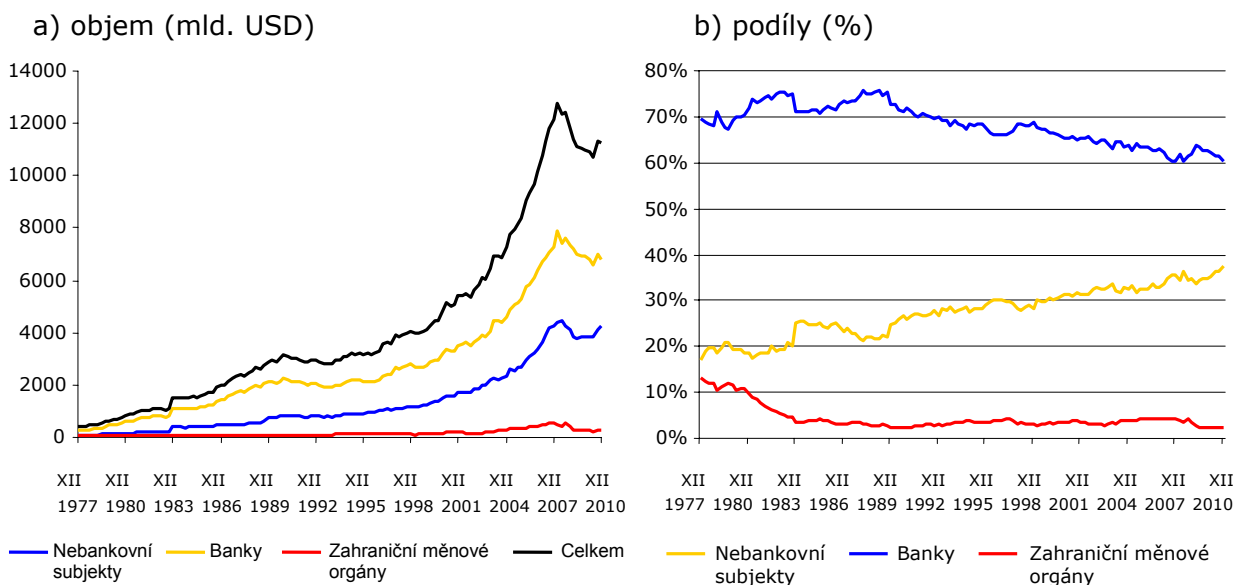 a) objem (mld. USD)
14000
12000
10000
8000
6000
4000
2000
0
XII XII XII XII XII XII XII XII XII XII XII XII
1977 1980 1983 1986 1989 1992 1995 1998 2001 2004 2007 2010
Nebankovní subjekty
Banky
Zahraniční měnové orgány
Celkem
b) podíly (%)
80%
70%
60%
50%
40%
30%
20%
10%
0%
XII XII XII XII XII XII XII XII XII XII XII XII
1977 1980 1983 1986 1989 1992 1995 1998 2001 2004 2007 2010
Nebankovní
subjekty
Banky
Zahraniční měnové
orgány